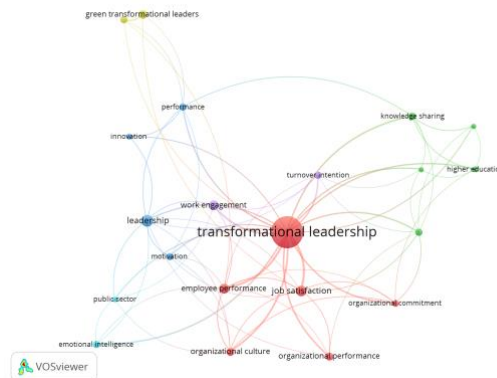 green transformational leaders
performance
knowledge sharing
innovation
higher educatio
turnover intention
work engagement
leadership
transformational leadership
motivation
employee performance
job satisfaction
public sector
organizational commitment
emotional intelligence
organizational culture
organizational performance
VOSviewer